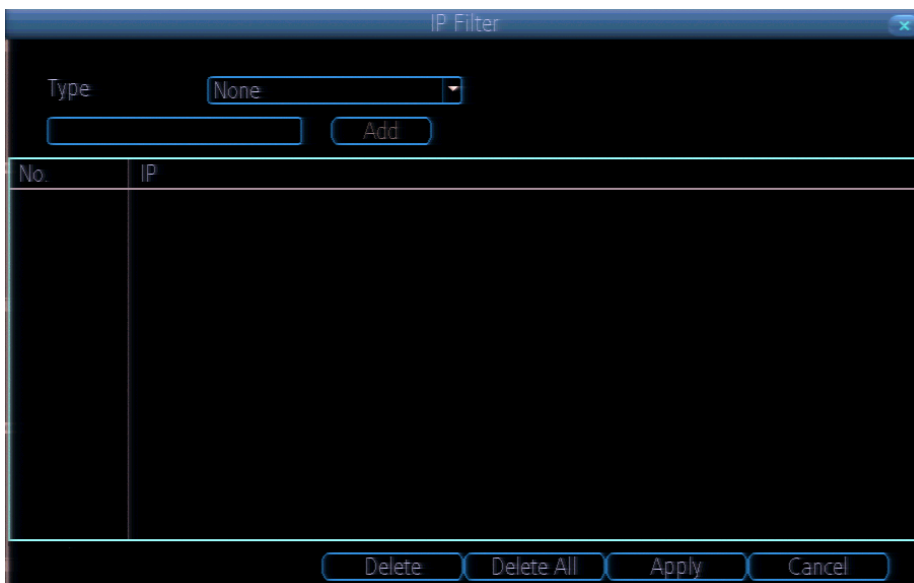 IP Filter
Type None
Add
No. IP
Delete Delete All Apply Cancel